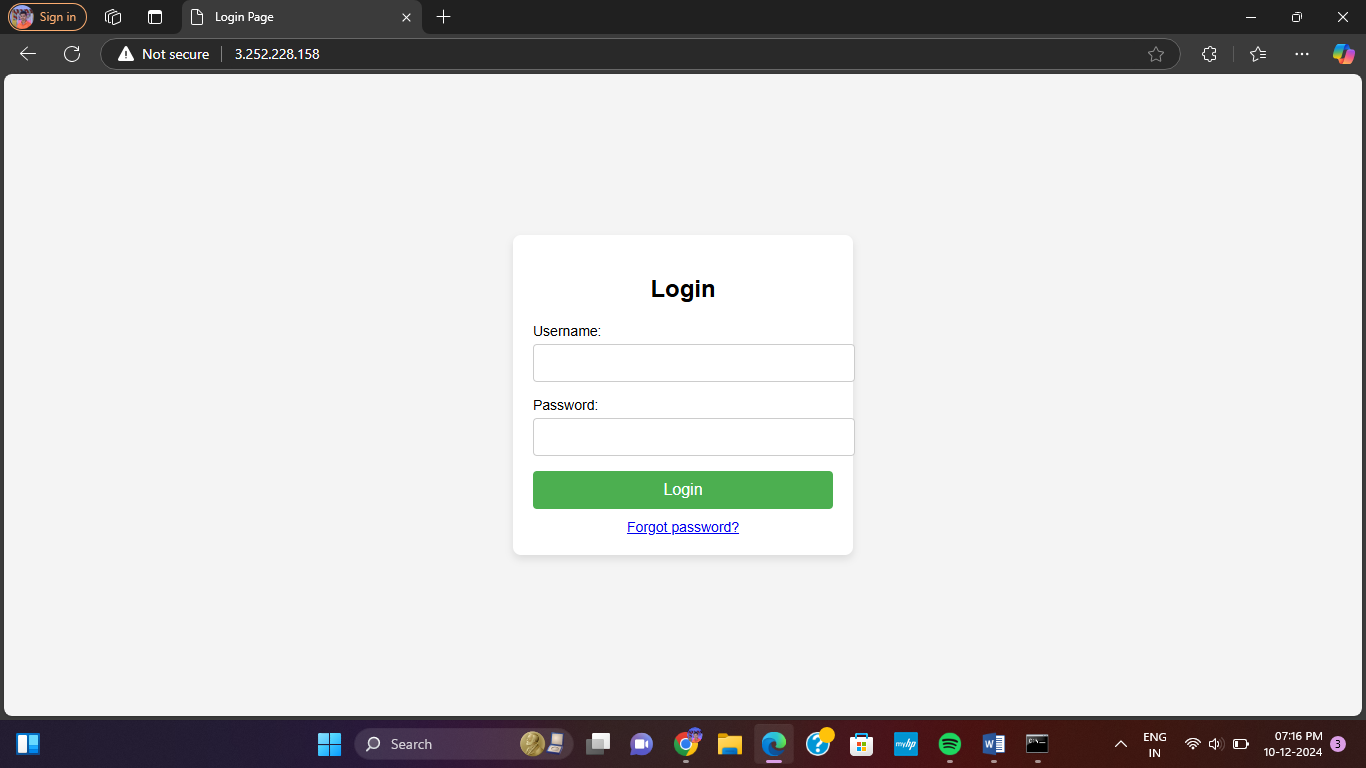 Sign in
Login Page
Not secure
3.252.228.158
Login
Username:
Password:
Login
Forgot password?
Search
myhp
ENG
IN
07:16 PM
10-12-2024
3